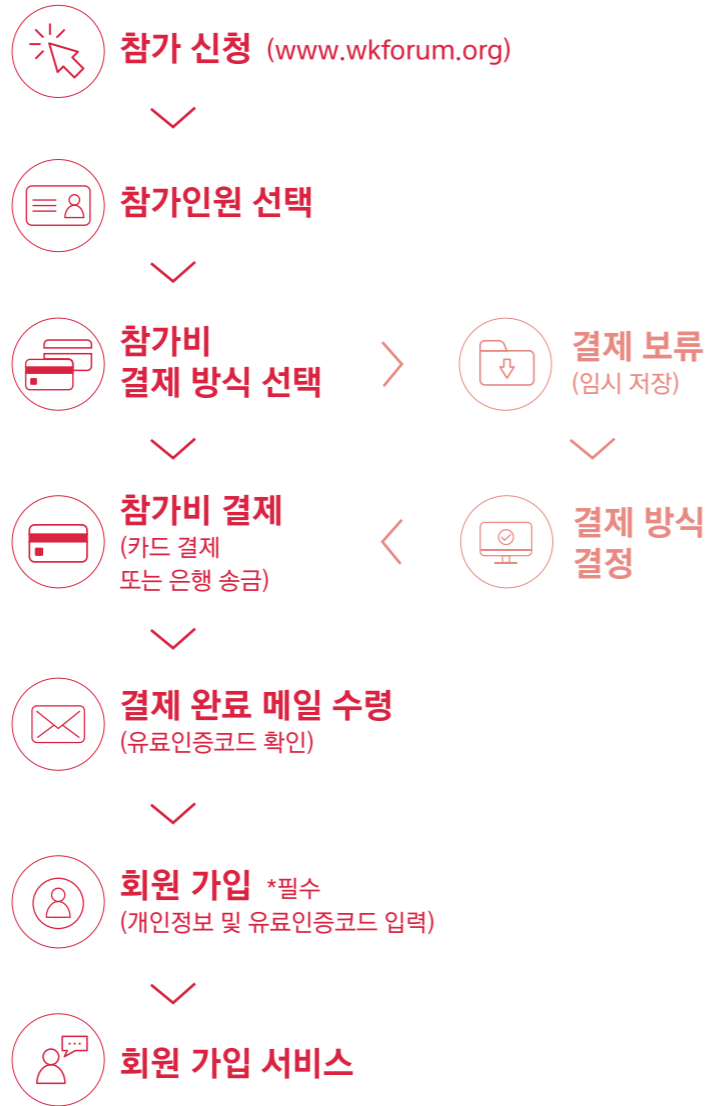 참가 신청 (www.wkforum.org)
참가인원 선택
참가비
결제 방식 선택
결제 보류
(임시 저장)
참가비 결제
(카드 결제
또는 은행 송금)
결제 방식
결정
결제 완료 메일 수령
(유료인증코드 확인)
회원 가입 *필수
(개인정보 및 유료인증코드 입력)
회원 가입 서비스